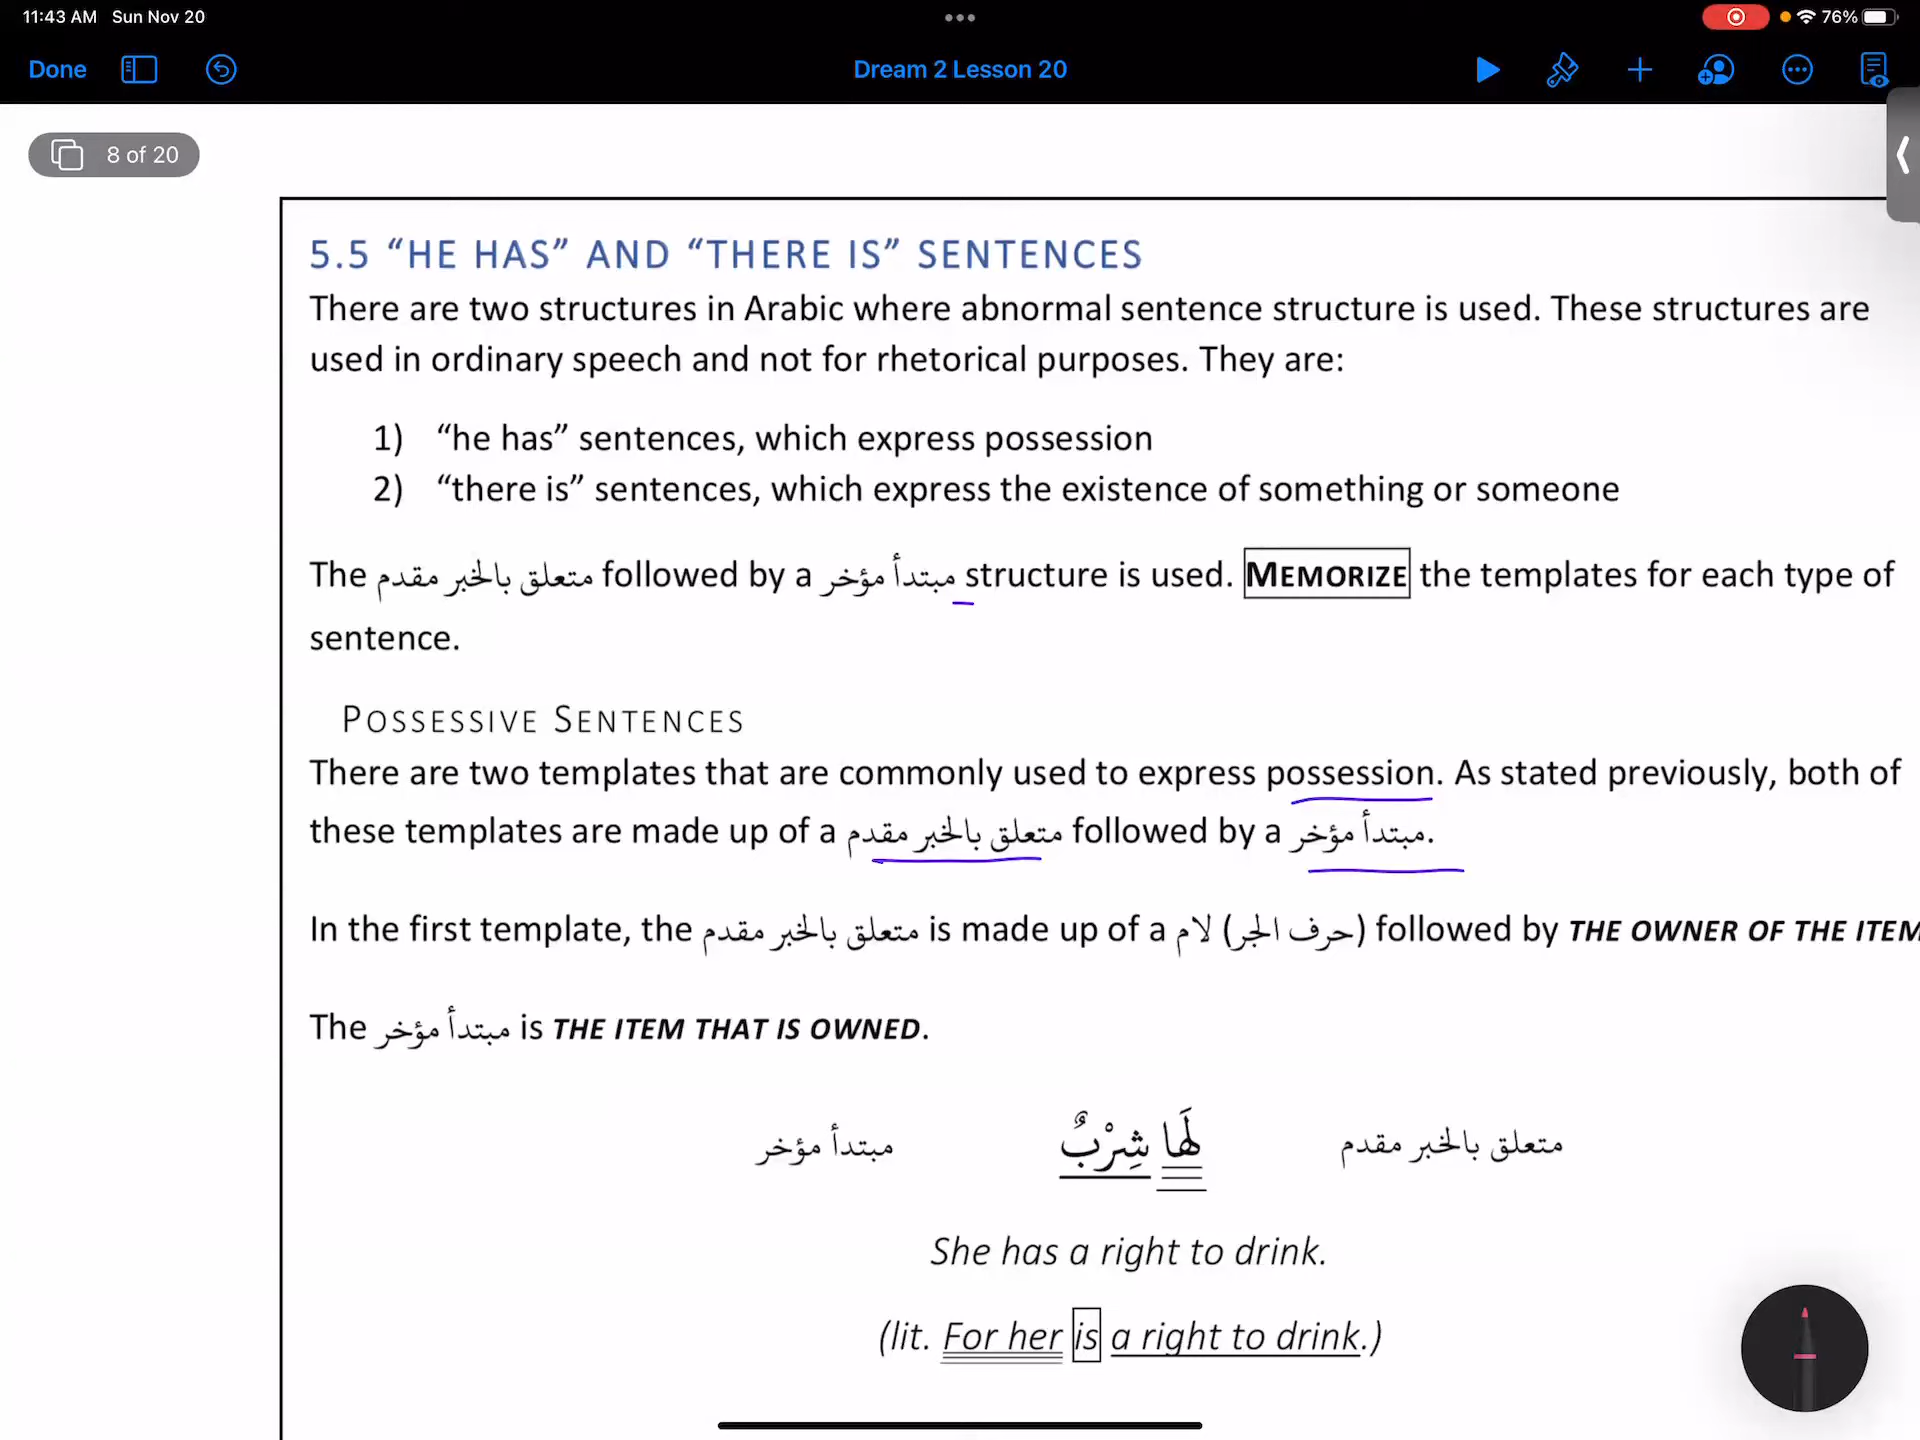 11:43 AM Sun Nov 20
76%
Done
Dream 2 Lesson 20
8 of 20
5.5 “HE HAS” AND “THERE IS” SENTENCES
There are two structures in Arabic where abnormal sentence structure is used. These structures are
used in ordinary speech and not for rhetorical purposes. They are:
1) “he has” sentences, which express possession
2) “there is” sentences, which express the existence of something or someone
The متعلق بالخبر مقدم followed by a مبتدأ مؤخر structure is used. MEMORIZE the templates for each type of
sentence.
POSSESSIVE SENTENCES
There are two templates that are commonly used to express possession. As stated previously, both of
these templates are made up of a متعلق بالخبر مقدم followed by a مبتدأ مؤخر.
In the first template, the متعلق بالخبر مقدم is made up of a لام (حرف الجر) followed by THE OWNER OF THE ITEM
The مبتدأ مؤخر is THE ITEM THAT IS OWNED.
متعلق بالخبر مقدم لَهَا شِرْبٌ مبتدأ مؤخر
She has a right to drink.
(lit. For her is a right to drink.)